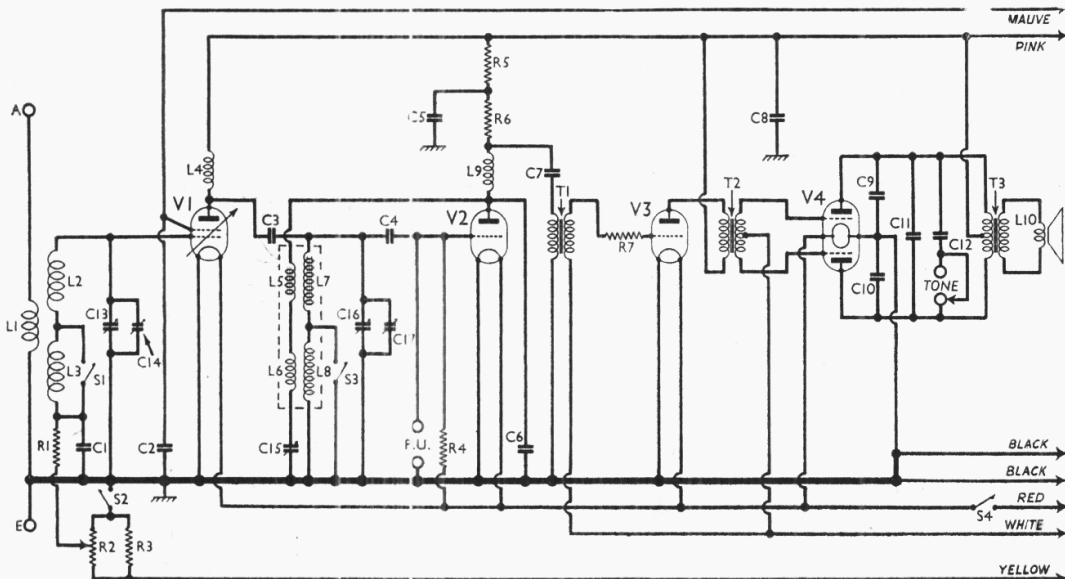 MAUVE
PINK
R5
A
C5
R6
C8
L4
L9
C7
V1
C3
C4
V2
T1
V3
T2
V4
C9
T3
L10
R7
C11
C12
L2
L5
L7
C13
C16
C10
TONE
L1
C14
C17
L3
S1
L6
L8
S3
R1
C1
C2
C15
P.U.
R4
C6
BLACK
BLACK
S2
RED
S4
E
R2
R3
WHITE
YELLOW